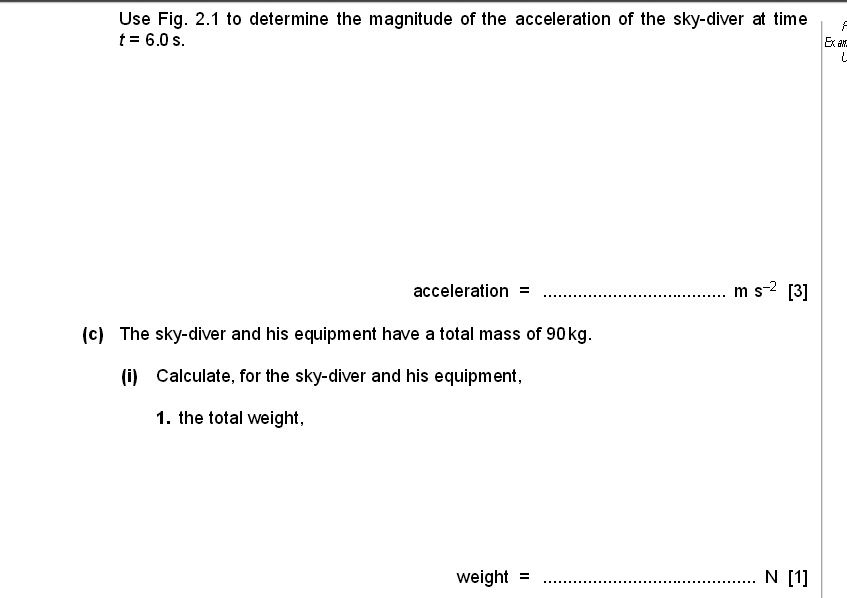 Use Fig. 2.1 to determine the magnitude of the acceleration of the sky-diver at time
t = 6.0 s.
acceleration = ..................................... m s–2 [3]
(c) The sky-diver and his equipment have a total mass of 90 kg.
(i) Calculate, for the sky-diver and his equipment,
1. the total weight,
weight = ........................................... N [1]